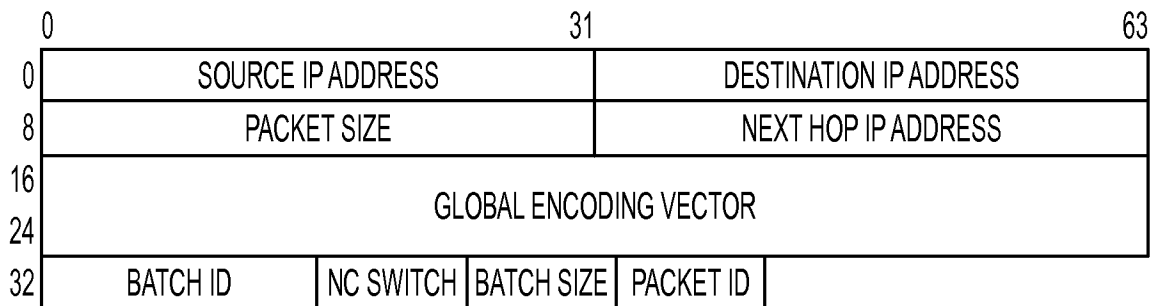 0 31 63
0 SOURCE IP ADDRESS DESTINATION IP ADDRESS
8 PACKET SIZE NEXT HOP IP ADDRESS
16
GLOBAL ENCODING VECTOR
24
32 BATCH ID NC SWITCH BATCH SIZE PACKET ID